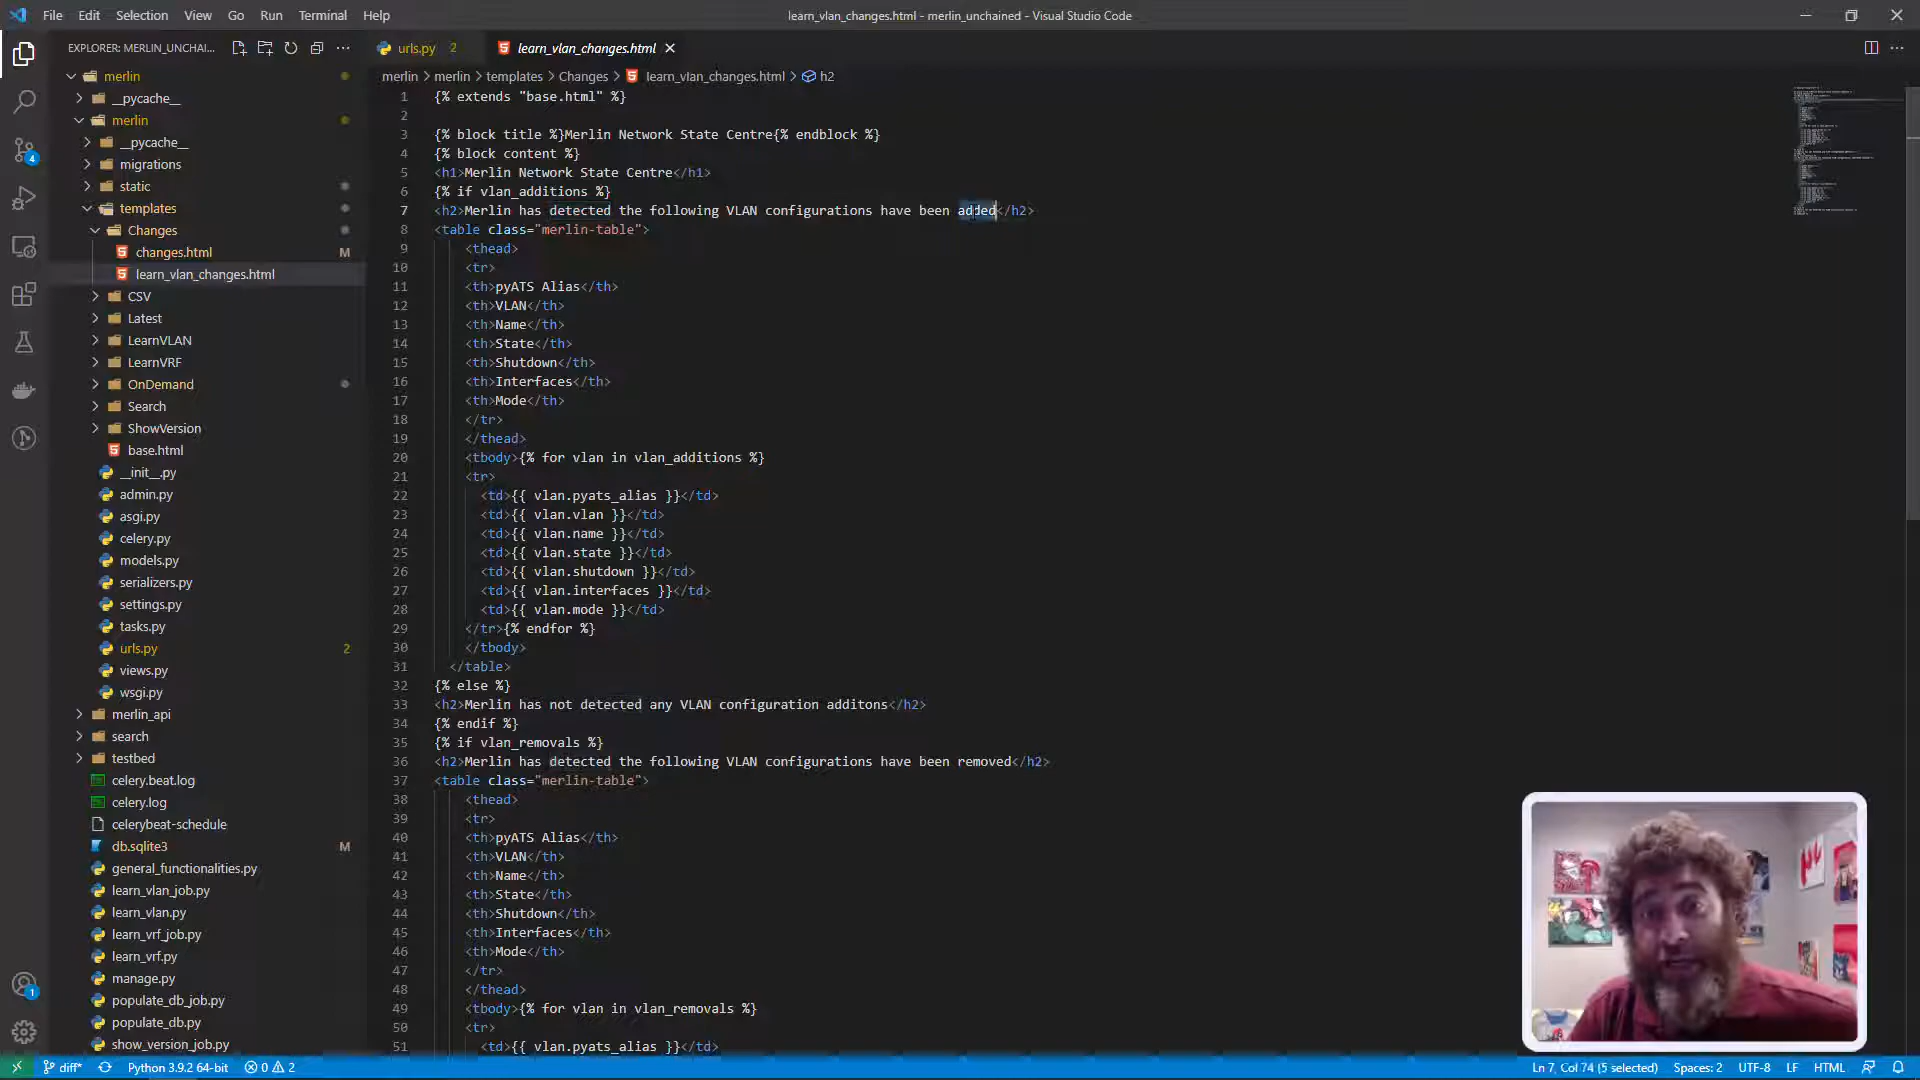 File Edit Selection View Go Run Terminal Help
learn_vlan_changes.html - merlin_unchained - Visual Studio Code
EXPLORER: MERLIN_UNCHAI...
merlin
__pycache__
merlin
__pycache__
migrations
static
templates
Changes
changes.html M
learn_vlan_changes.html
CSV
Latest
LearnVLAN
LearnVRF
OnDemand
Search
ShowVersion
base.html
__init__.py
admin.py
asgi.py
celery.py
models.py
serializers.py
settings.py
tasks.py
urls.py 2
views.py
wsgi.py
merlin_api
search
testbed
celery.beat.log
celery.log
celerybeat-schedule
db.sqlite3 M
general_functionalities.py
learn_vlan_job.py
learn_vlan.py
learn_vrf_job.py
learn_vrf.py
manage.py
populate_db_job.py
populate_db.py
show_version_job.py
4
1
urls.py 2 learn_vlan_changes.html
merlin > merlin > templates > Changes > learn_vlan_changes.html > h2
1 {% extends "base.html" %}
2
3 {% block title %}Merlin Network State Centre{% endblock %}
4 {% block content %}
5 <h1>Merlin Network State Centre</h1>
6 {% if vlan_additions %}
7 <h2>Merlin has detected the following VLAN configurations have been added</h2>
8 <table class="merlin-table">
9 <thead>
10 <tr>
11 <th>pyATS Alias</th>
12 <th>VLAN</th>
13 <th>Name</th>
14 <th>State</th>
15 <th>Shutdown</th>
16 <th>Interfaces</th>
17 <th>Mode</th>
18 </tr>
19 </thead>
20 <tbody>{% for vlan in vlan_additions %}
21 <tr>
22 <td>{{ vlan.pyats_alias }}</td>
23 <td>{{ vlan.vlan }}</td>
24 <td>{{ vlan.name }}</td>
25 <td>{{ vlan.state }}</td>
26 <td>{{ vlan.shutdown }}</td>
27 <td>{{ vlan.interfaces }}</td>
28 <td>{{ vlan.mode }}</td>
29 </tr>{% endfor %}
30 </tbody>
31 </table>
32 {% else %}
33 <h2>Merlin has not detected any VLAN configuration additons</h2>
34 {% endif %}
35 {% if vlan_removals %}
36 <h2>Merlin has detected the following VLAN configurations have been removed</h2>
37 <table class="merlin-table">
38 <thead>
39 <tr>
40 <th>pyATS Alias</th>
41 <th>VLAN</th>
42 <th>Name</th>
43 <th>State</th>
44 <th>Shutdown</th>
45 <th>Interfaces</th>
46 <th>Mode</th>
47 </tr>
48 </thead>
49 <tbody>{% for vlan in vlan_removals %}
50 <tr>
51 <td>{{ vlan.pyats_alias }}</td>
diff* Python 3.9.2 64-bit 0 2 Ln 7, Col 74 (5 selected) Spaces: 2 UTF-8 LF HTML